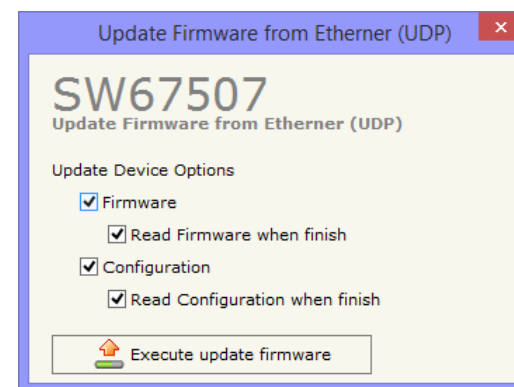 Update Firmware from Etherner (UDP)
SW67507
Update Firmware from Etherner (UDP)
Update Device Options
Firmware
Read Firmware when finish
Configuration
Read Configuration when finish
Execute update firmware